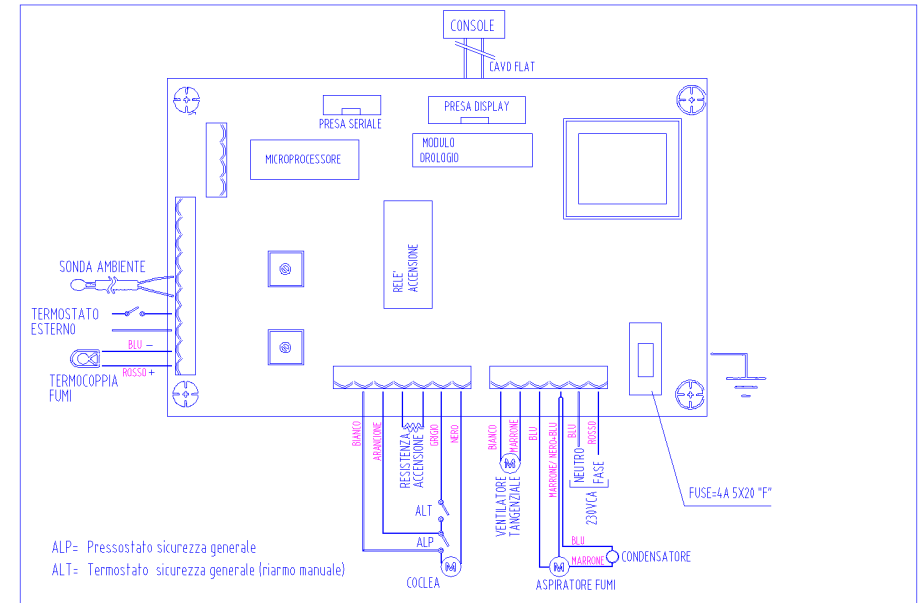 CONSOLE
CAVO FLAT
PRESA SERIALE
PRESA DISPLAY
MICROPROCESSORE
MODULO
OROLOGIO
RELE'
ACCENSIONE
SONDA AMBIENTE
TERMOSTATO
ESTERNO
BLU -
ROSSO +
TERMOCOPPIA
FUMI
BIANCO
ARANCIONE
RESISTENZA
ACCENSIONE
GRIGIO
NERO
BIANCO
MARRONE
BLU
MARRONE/ NERO+BLU
BLU
ROSSO
NEUTRO
FASE
230VCA
VENTILATORE
TANGENZIALE
M
FUSE=4A 5X20 "F"
ALT
ALP
M
COCLEA
BLU
MARRONE
CONDENSATORE
M
ASPIRATORE FUMI
ALP= Pressostato sicurezza generale
ALT= Termostato sicurezza generale (riarmo manuale)